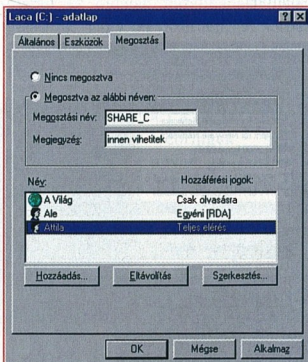 Laca (C:) - adatlap
Általános Eszközök Megosztás
Nincs megosztva
Megosztva az alábbi néven:
Megosztási név: SHARE_C
Megjegyzés: innen vihetitek
Név: Hozzáférési jogok:
A Világ Csak olvasásra
Ale Egyéni [RDA]
Attila Teljes elérés
Hozzáadás... Eltávolítás Szerkesztés...
OK Mégse Alkalmaz